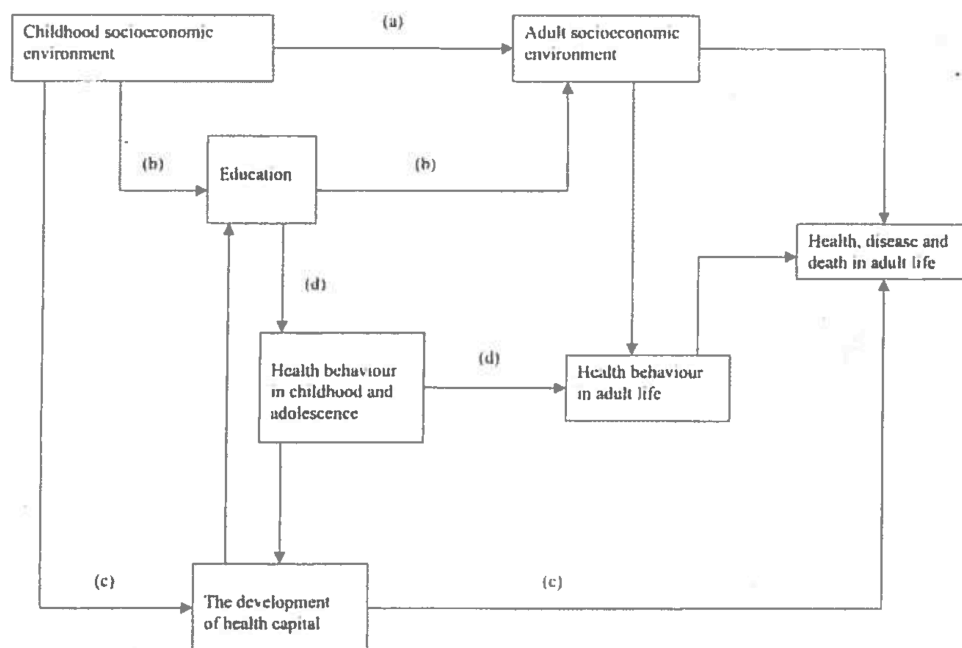 (a)
Childhood socioeconomic
environment
Adult socioeconomic
environment
(b)
Education
(b)
Health, disease and
death in adult life
(d)
Health behaviour
in childhood and
adolescence
(d)
Health behaviour
in adult life
(c)
The development
of health capital
(c)